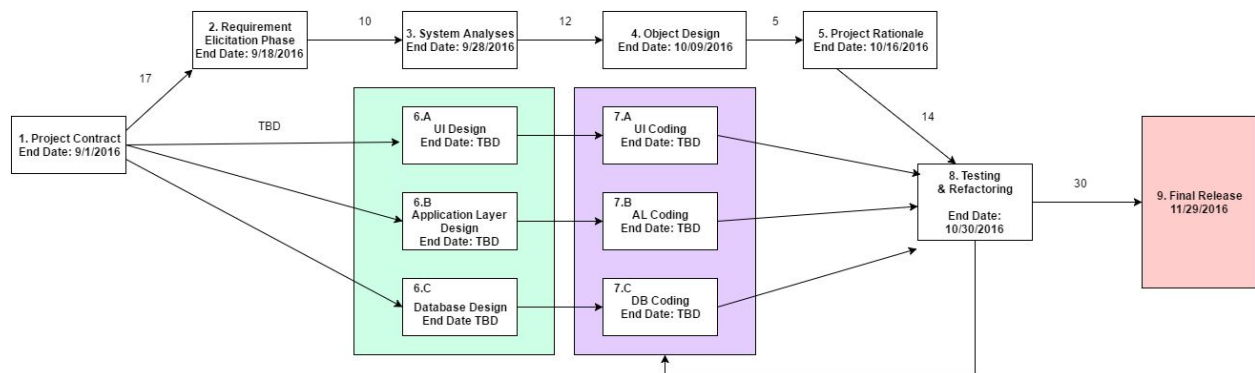 2. Requirement
Elicitation Phase
End Date: 9/18/2016
10
3. System Analyses
End Date: 9/28/2016
12
4. Object Design
End Date: 10/09/2016
5
5. Project Rationale
End Date: 10/16/2016
17
1. Project Contract
End Date: 9/1/2016
TBD
6.A
UI Design
End Date: TBD
7.A
UI Coding
End Date: TBD
14
6.B
Application Layer
Design
End Date: TBD
7.B
AL Coding
End Date: TBD
8. Testing
& Refactoring
End Date:
10/30/2016
30
9. Final Release
11/29/2016
6.C
Database Design
End Date TBD
7.C
DB Coding
End Date: TBD